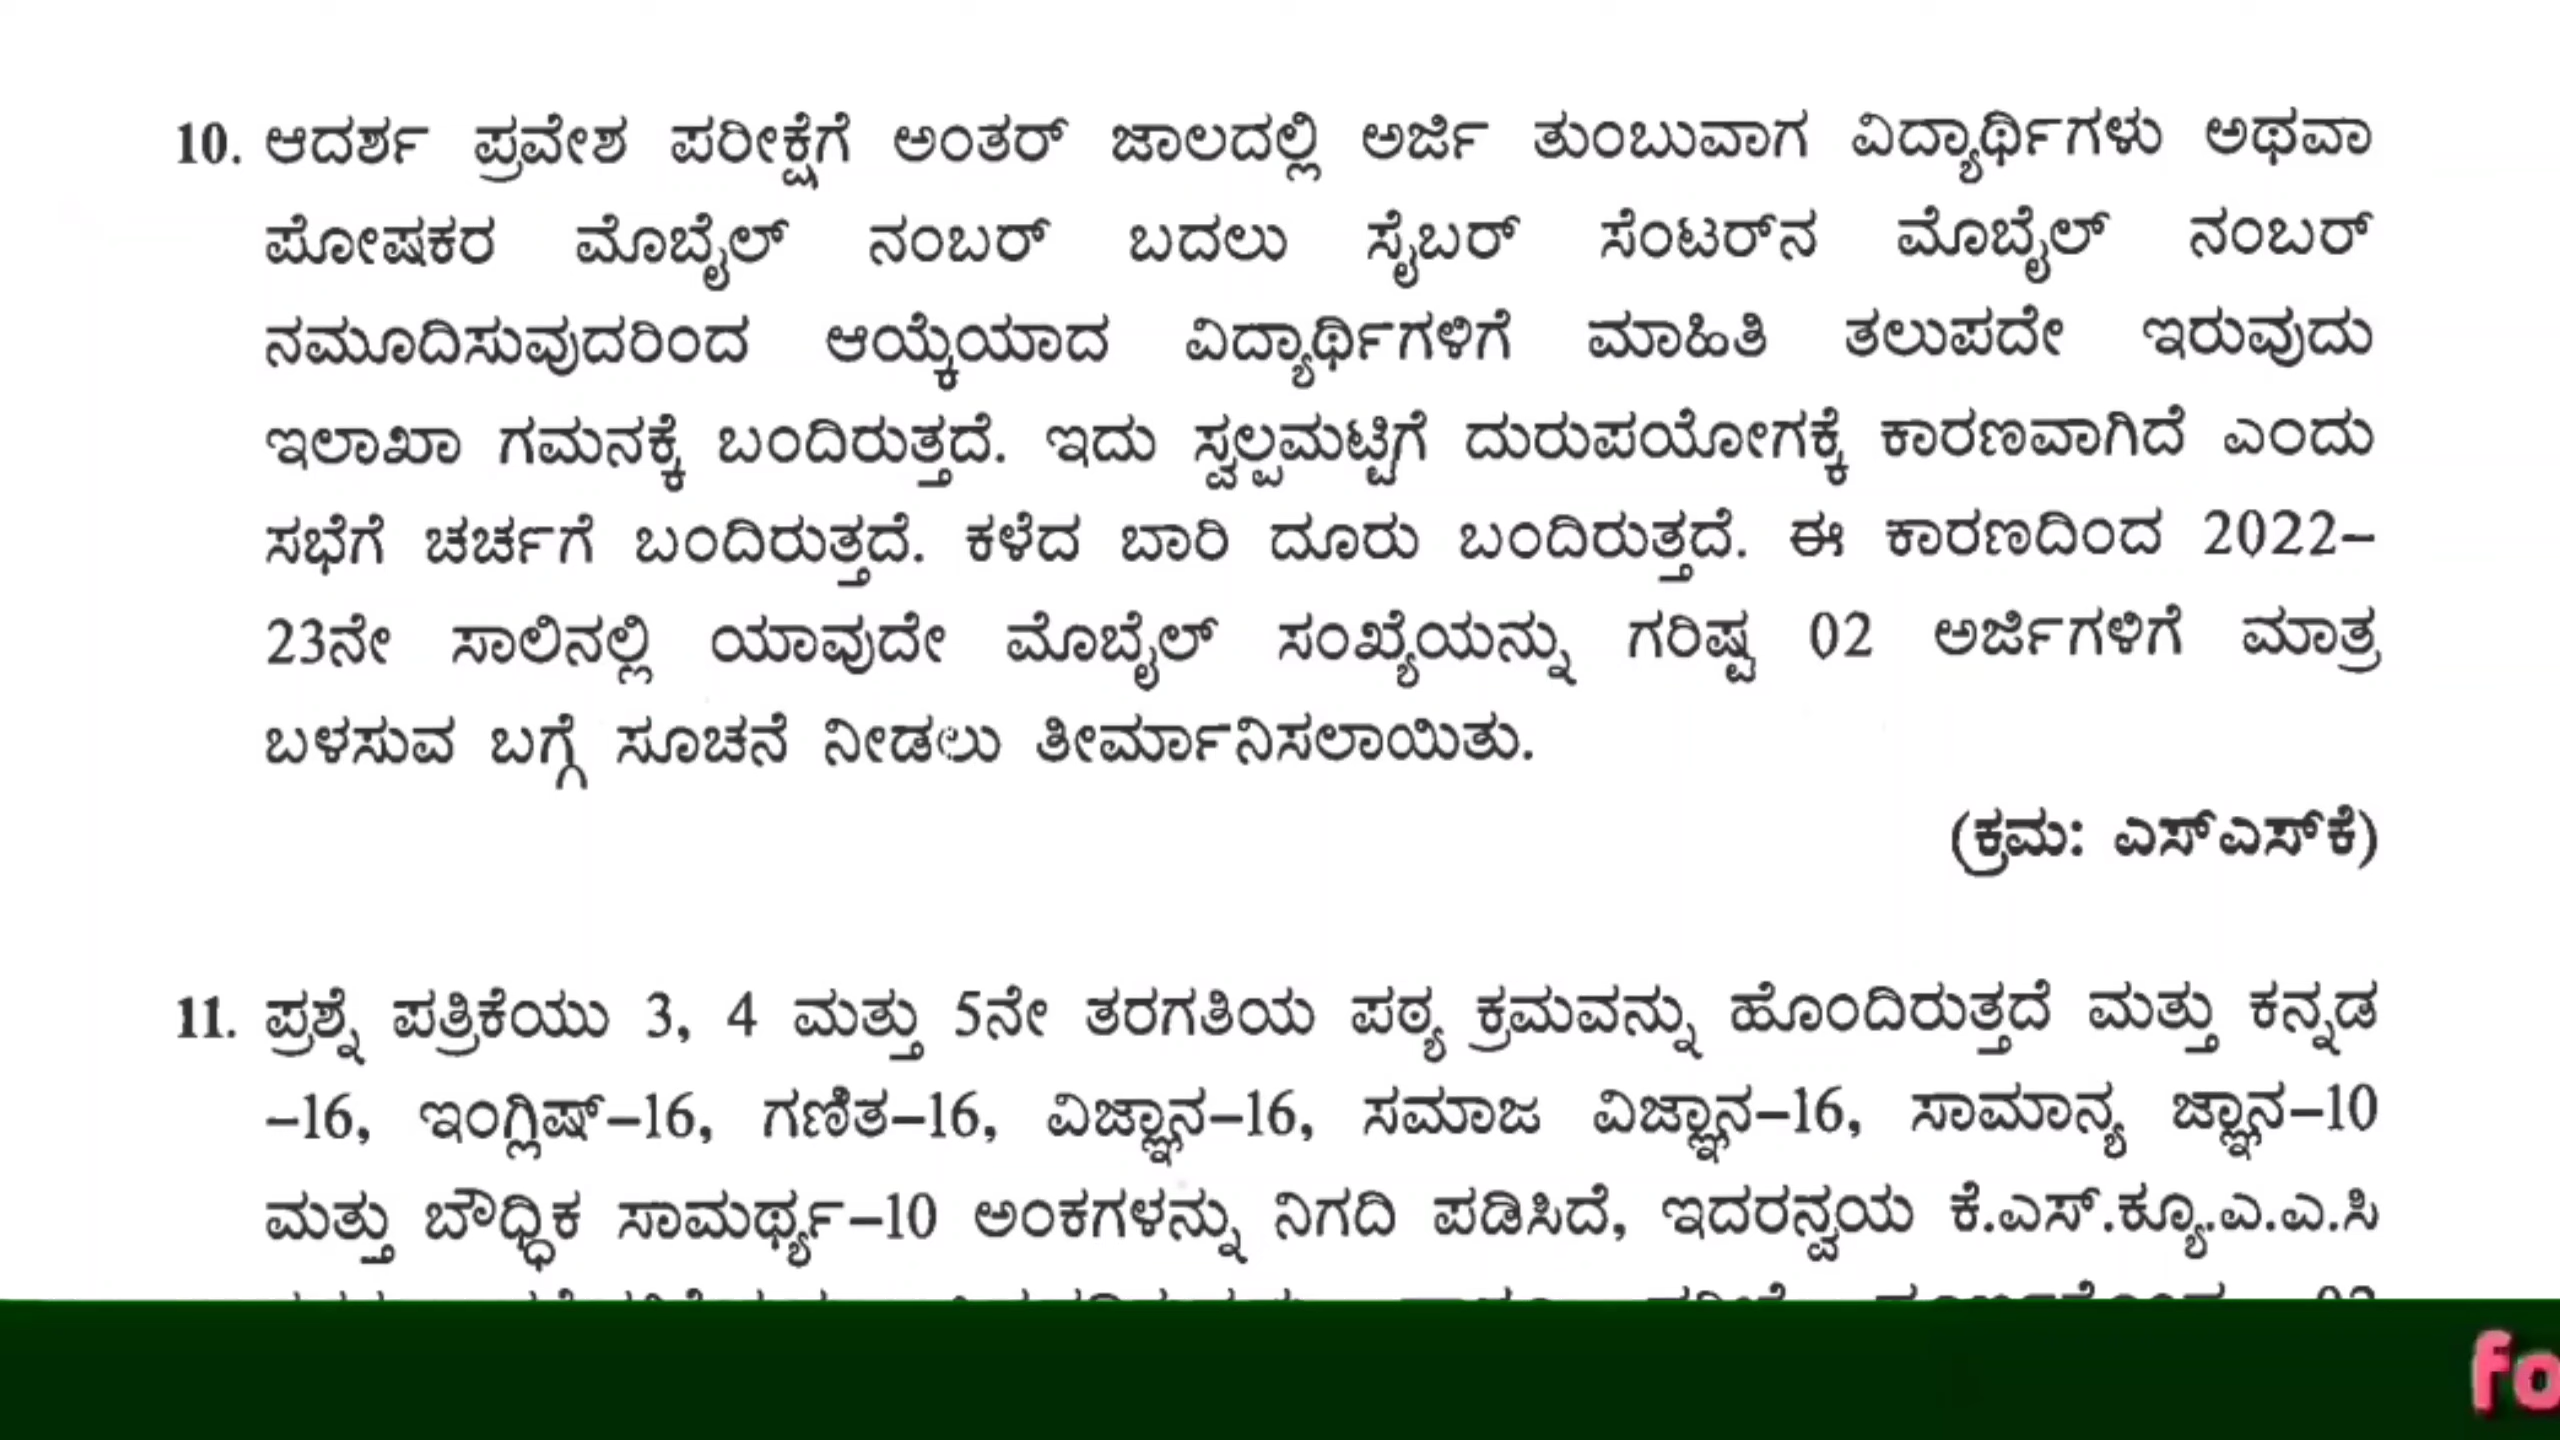 10. ಆದರ್ಶ ಪ್ರವೇಶ ಪರೀಕ್ಷೆಗೆ ಅಂತರ್ ಜಾಲದಲ್ಲಿ ಅರ್ಜಿ ತುಂಬುವಾಗ ವಿದ್ಯಾರ್ಥಿಗಳು ಅಥವಾ
ಪೋಷಕರ ಮೊಬೈಲ್ ನಂಬರ್ ಬದಲು ಸೈಬರ್ ಸೆಂಟರ್‌ನ ಮೊಬೈಲ್ ನಂಬರ್
ನಮೂದಿಸುವುದರಿಂದ ಆಯ್ಕೆಯಾದ ವಿದ್ಯಾರ್ಥಿಗಳಿಗೆ ಮಾಹಿತಿ ತಲುಪದೇ ಇರುವುದು
ಇಲಾಖಾ ಗಮನಕ್ಕೆ ಬಂದಿರುತ್ತದೆ. ಇದು ಸ್ವಲ್ಪಮಟ್ಟಿಗೆ ದುರುಪಯೋಗಕ್ಕೆ ಕಾರಣವಾಗಿದೆ ಎಂದು
ಸಭೆಗೆ ಚರ್ಚಗೆ ಬಂದಿರುತ್ತದೆ. ಕಳೆದ ಬಾರಿ ದೂರು ಬಂದಿರುತ್ತದೆ. ಈ ಕಾರಣದಿಂದ 2022–
23ನೇ ಸಾಲಿನಲ್ಲಿ ಯಾವುದೇ ಮೊಬೈಲ್ ಸಂಖ್ಯೆಯನ್ನು ಗರಿಷ್ಟ 02 ಅರ್ಜಿಗಳಿಗೆ ಮಾತ್ರ
ಬಳಸುವ ಬಗ್ಗೆ ಸೂಚನೆ ನೀಡಲು ತೀರ್ಮಾನಿಸಲಾಯಿತು.
(ಕ್ರಮ: ಎಸ್‌ಎಸ್‌ಕೆ)
11. ಪ್ರಶ್ನೆ ಪತ್ರಿಕೆಯು 3, 4 ಮತ್ತು 5ನೇ ತರಗತಿಯ ಪಠ್ಯ ಕ್ರಮವನ್ನು ಹೊಂದಿರುತ್ತದೆ ಮತ್ತು ಕನ್ನಡ
–16, ಇಂಗ್ಲಿಷ್–16, ಗಣಿತ–16, ವಿಜ್ಞಾನ–16, ಸಮಾಜ ವಿಜ್ಞಾನ–16, ಸಾಮಾನ್ಯ ಜ್ಞಾನ–10
ಮತ್ತು ಬೌದ್ಧಿಕ ಸಾಮರ್ಥ್ಯ–10 ಅಂಕಗಳನ್ನು ನಿಗದಿ ಪಡಿಸಿದೆ, ಇದರನ್ವಯ ಕೆ.ಎಸ್.ಕ್ಯೂ.ಎ.ಎ.ಸಿ
fo